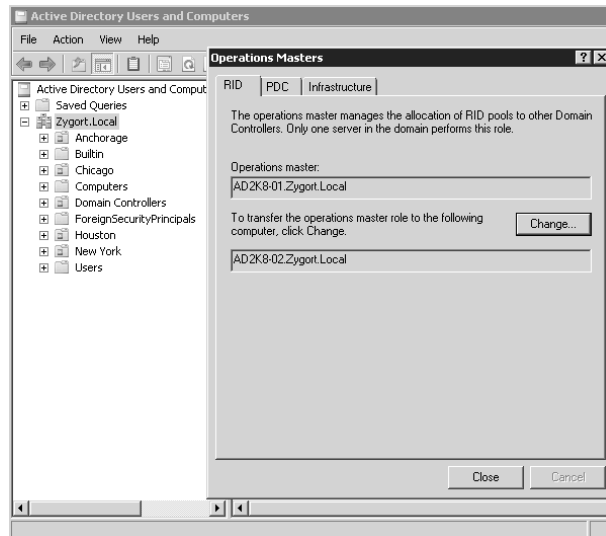 Active Directory Users and Computers
File Action View Help
Active Directory Users and Comput
Saved Queries
Zygort.Local
Anchorage
Builtin
Chicago
Computers
Domain Controllers
ForeignSecurityPrincipals
Houston
New York
Users
Operations Masters
RID PDC Infrastructure
The operations master manages the allocation of RID pools to other Domain
Controllers. Only one server in the domain performs this role.
Operations master:
AD2K8-01.Zygort.Local
To transfer the operations master role to the following
computer, click Change.
Change...
AD2K8-02.Zygort.Local
Close Cancel